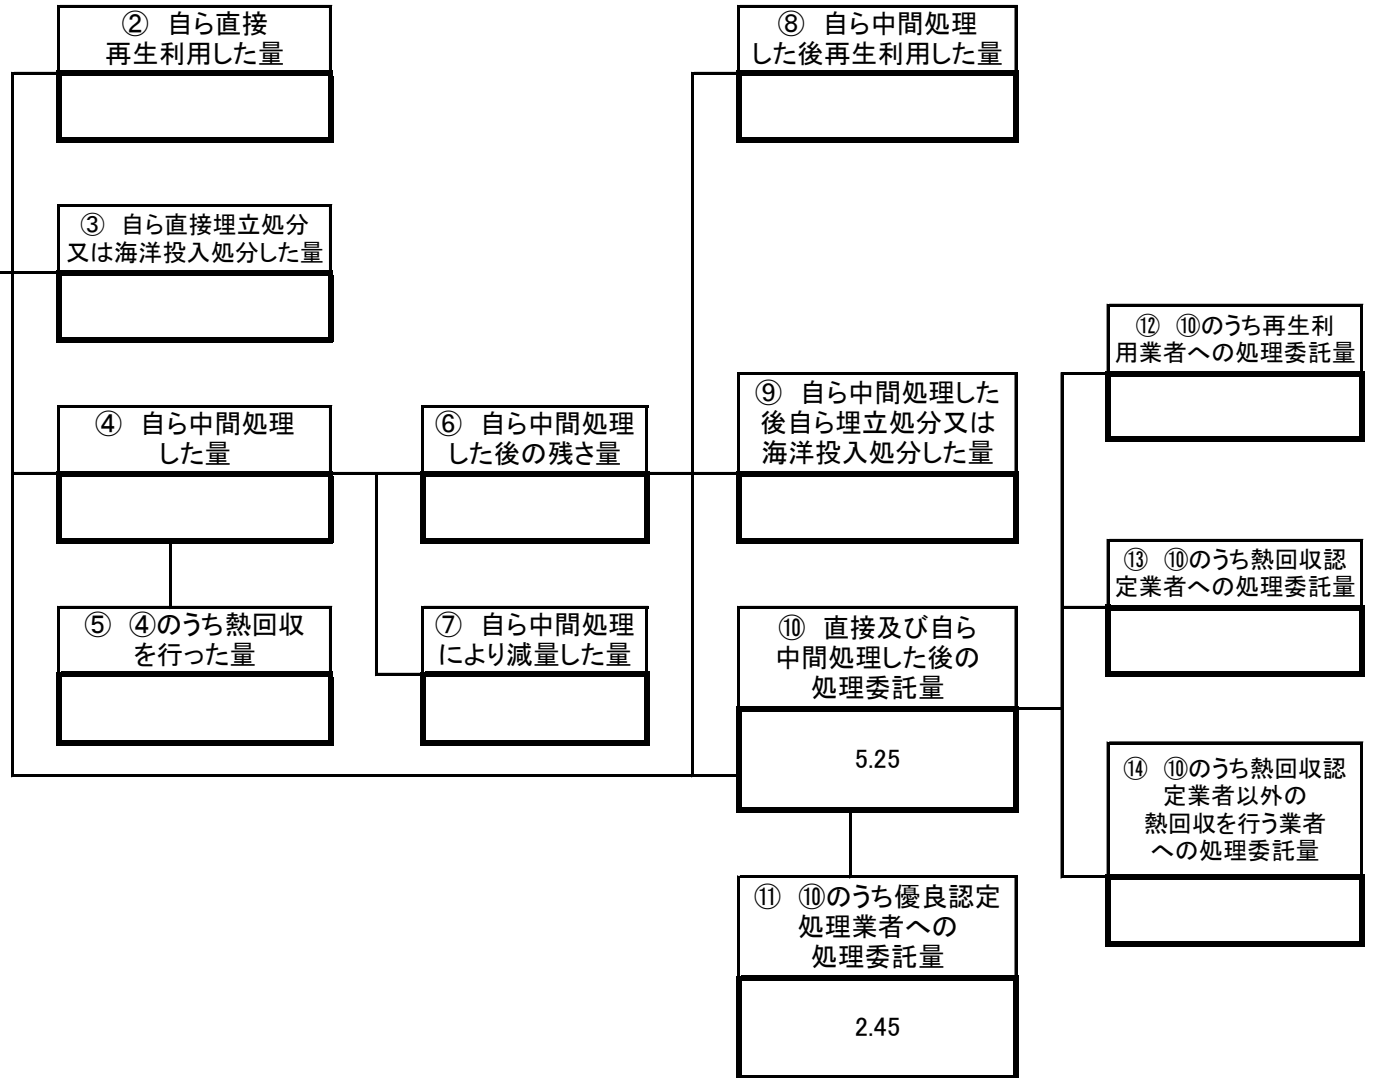 ② 自ら直接
再生利用した量
⑧ 自ら中間処理
した後再生利用した量
③ 自ら直接埋立処分
又は海洋投入処分した量
⑫ ⑩のうち再生利
用業者への処理委託量
④ 自ら中間処理
した量
⑥ 自ら中間処理
した後の残さ量
⑨ 自ら中間処理した
後自ら埋立処分又は
海洋投入処分した量
⑬ ⑩のうち熱回収認
定業者への処理委託量
⑤ ④のうち熱回収
を行った量
⑦ 自ら中間処理
により減量した量
⑩ 直接及び自ら
中間処理した後の
処理委託量
5.25
⑭ ⑩のうち熱回収認
定業者以外の
熱回収を行う業者
への処理委託量
⑪ ⑩のうち優良認定
処理業者への
処理委託量
2.45